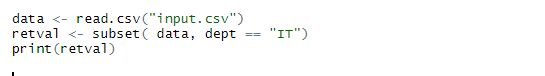 data <- read.csv("input.csv")
retval <- subset( data, dept == "IT")
print(retval)